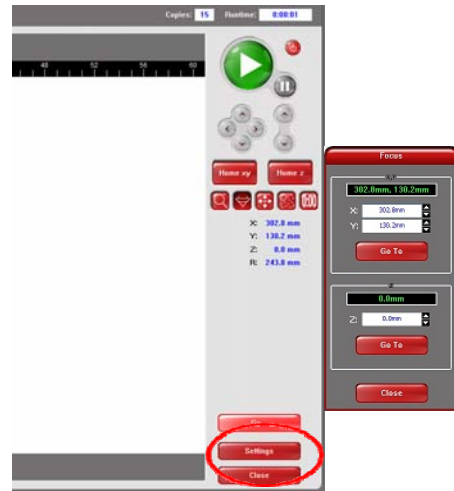 Copies: 15 Runtime: 0:00:01
48 52 56 60
Home xy Home z
X: 302.8 mm
Y: 130.2 mm
Z: 0.0 mm
R: 243.8 mm
Settings
Close
Focus
X/Y
302.8mm, 130.2mm
X: 302.8mm
Y: 130.2mm
Go To
Z
0.0mm
Z: 0.0mm
Go To
Close